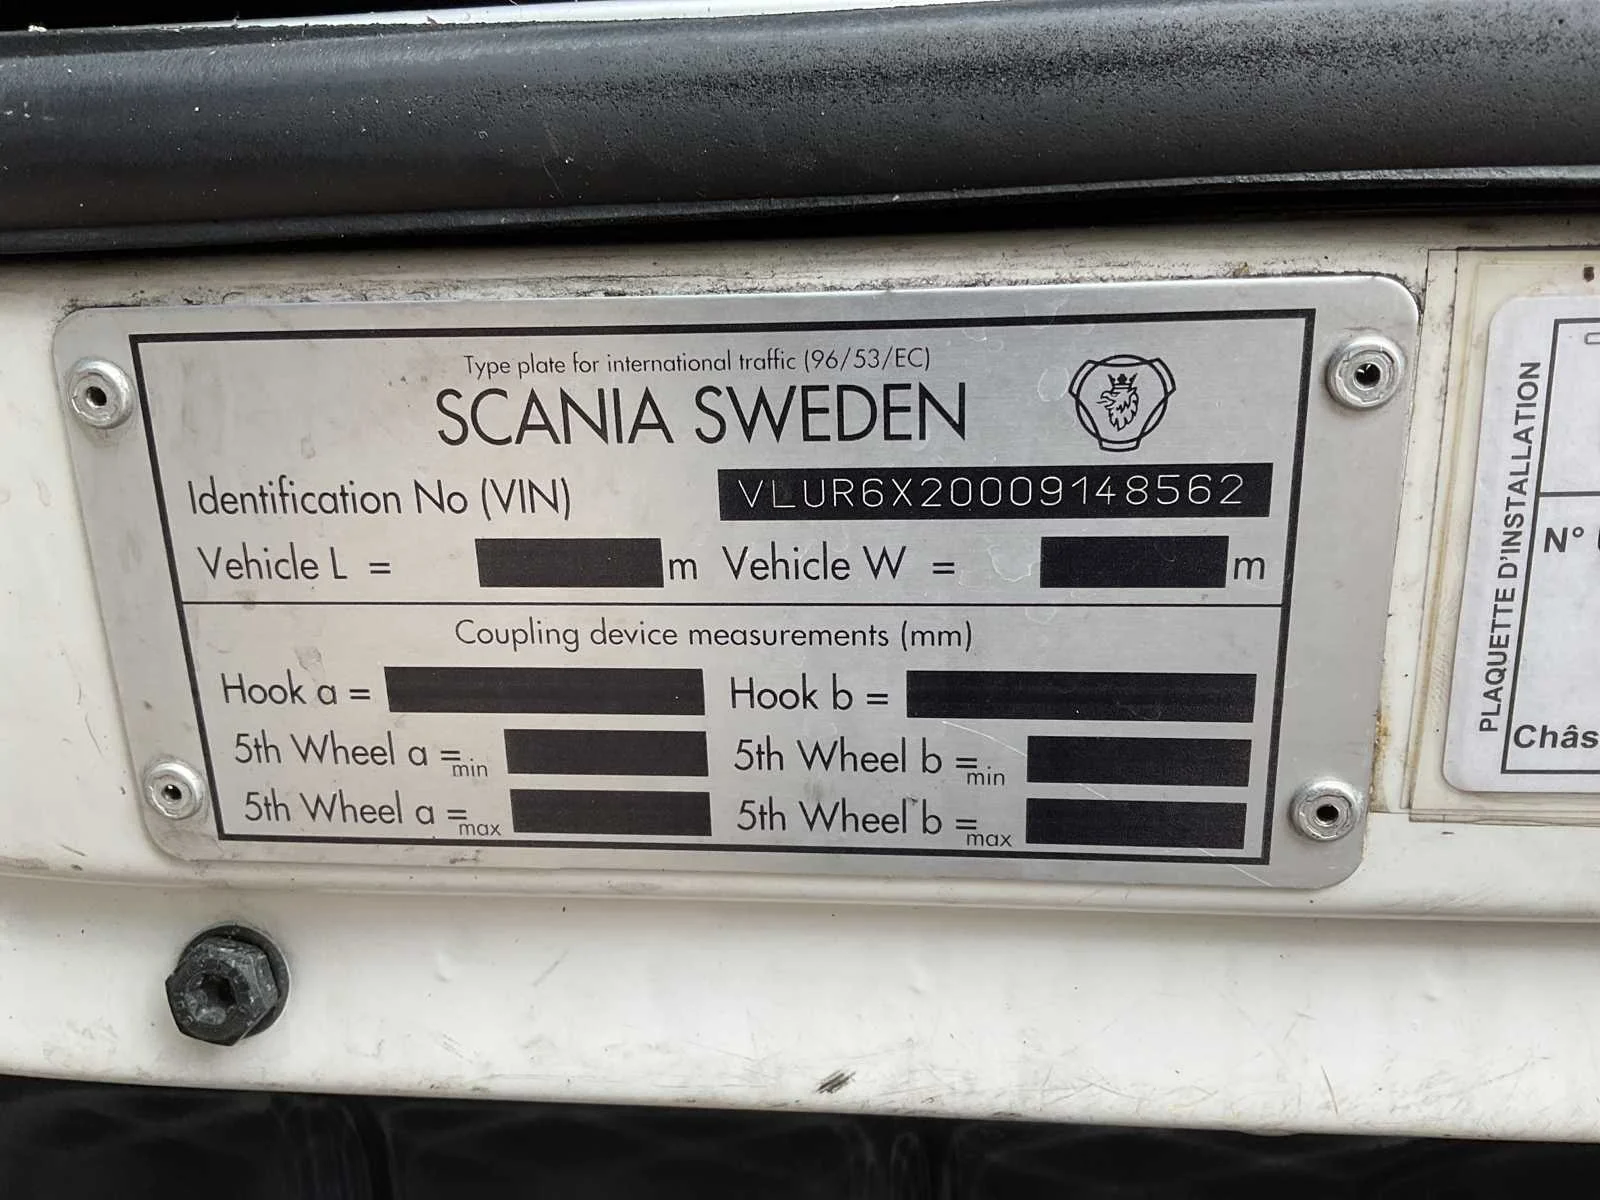 Type plate for international traffic (96/53/EC)
SCANIA SWEDEN
Identification No (VIN) VLUR6X20009148562
Vehicle L = m Vehicle W = m
Coupling device measurements (mm)
Hook a = Hook b =
5th Wheel a =min 5th Wheel b =min
5th Wheel a =max 5th Wheel b =max
PLAQUETTE D'INSTALLATION
N°
Châs